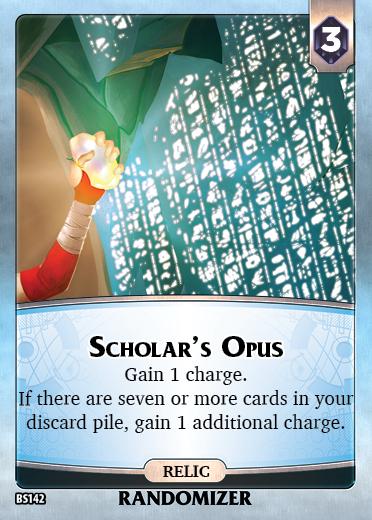 3
Scholar's Opus
Gain 1 charge.
If there are seven or more cards in your
discard pile, gain 1 additional charge.
RELIC
BS142
RANDOMIZER